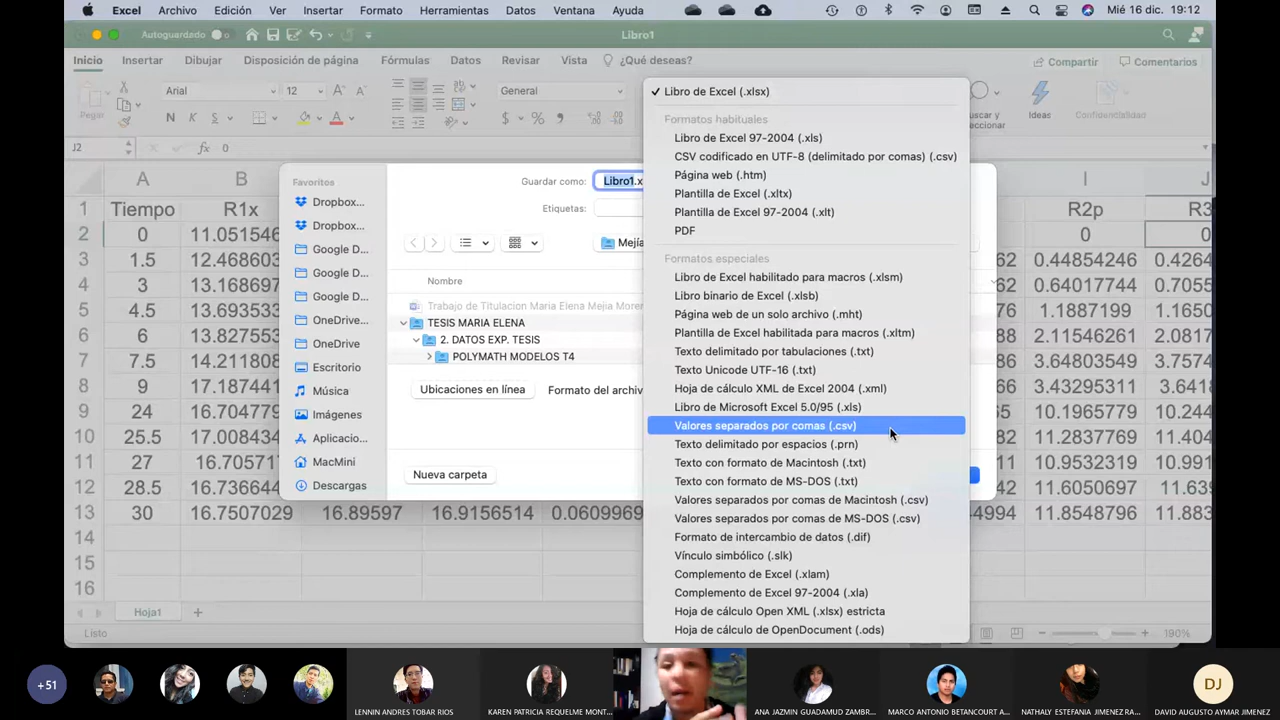 Excel Archivo Edición Ver Insertar Formato Herramientas Datos Ventana Ayuda Mié 16 dic. 19:12
Autoguardado Libro1
Inicio Insertar Dibujar Disposición de página Fórmulas Datos Revisar Vista ¿Qué desea? Compartir Comentarios
Pegar Arial 12 General Ideas Confidencialidad
N K S
J2 fx 0
A B I J
1 Tiempo R1x R2p R3
2 0 11.051546 0 0
3 1.5 12.468603 62 0.44854246 0.4264
4 3 13.168697 0.64017744 0.7055
5 4.5 13.693753 1.1887199 1.5170
6 6 13.827553 2.11546 2.0817
7 7.5 14.211808 3.64803549 3.7574
8 9 17.187441 3.43295311 3.6418
9 24 16.704779 10.1965779
10 25.5 17.008434 11.2837769 11.404
11 27 16.70571 10.9532319 10.991
12 28.5 16.736644 11.6058796 11.639
13 30 16.7507029 16.89597 16.9156514 0.0609969 4994 11.8548796 11.883
14
15
16
Favoritos
Dropbox...
Dropbox...
Google D...
Google D...
Google D...
OneDrive...
OneDrive
Escritorio
Música
Imágenes
Aplicacio...
MacMini
Descargas
Guardar como: Libro1.x
Etiquetas:
Mejía
Nombre
Trabajo de Titulacion Maria Elena Mejia Morer
TESIS MARIA ELENA
2. DATOS EXP. TESIS
POLYMATH MODELOS T4
Ubicaciones en línea Formato del archiv
Nueva carpeta
✓ Libro de Excel (.xlsx)
Formatos habituales
Libro de Excel 97-2004 (.xls)
CSV codificado en UTF-8 (delimitado por comas) (.csv)
Página web (.htm)
Plantilla de Excel (.xltx)
Plantilla de Excel 97-2004 (.xlt)
PDF
Formatos especiales
Libro de Excel habilitado para macros (.xlsm)
Libro binario de Excel (.xlsb)
Página web de un solo archivo (.mht)
Plantilla de Excel habilitada para macros (.xltm)
Texto delimitado por tabulaciones (.txt)
Texto Unicode UTF-16 (.txt)
Hoja de cálculo XML de Excel 2004 (.xml)
Libro de Microsoft Excel 5.0/95 (.xls)
Valores separados por comas (.csv)
Texto delimitado por espacios (.prn)
Texto con formato de Macintosh (.txt)
Texto con formato de MS-DOS (.txt)
Valores separados por comas de Macintosh (.csv)
Valores separados por comas de MS-DOS (.csv)
Formato de intercambio de datos (.dif)
Vínculo simbólico (.slk)
Complemento de Excel (.xlam)
Complemento de Excel 97-2004 (.xla)
Hoja de cálculo Open XML (.xlsx) estricta
Hoja de cálculo de OpenDocument (.ods)
Hoja1
Listo 190%
+51 LENNIN ANDRES TOBAR RIOS KAREN PATRICIA REQUELME MONT... ANA JAZMIN GUADAMUD ZAMBR... MARCO ANTONIO BETANCOURT A... NATHALY ESTEFANIA JIMENEZ RA... DJ DAVID AUGUSTO AYMAR JIMENEZ